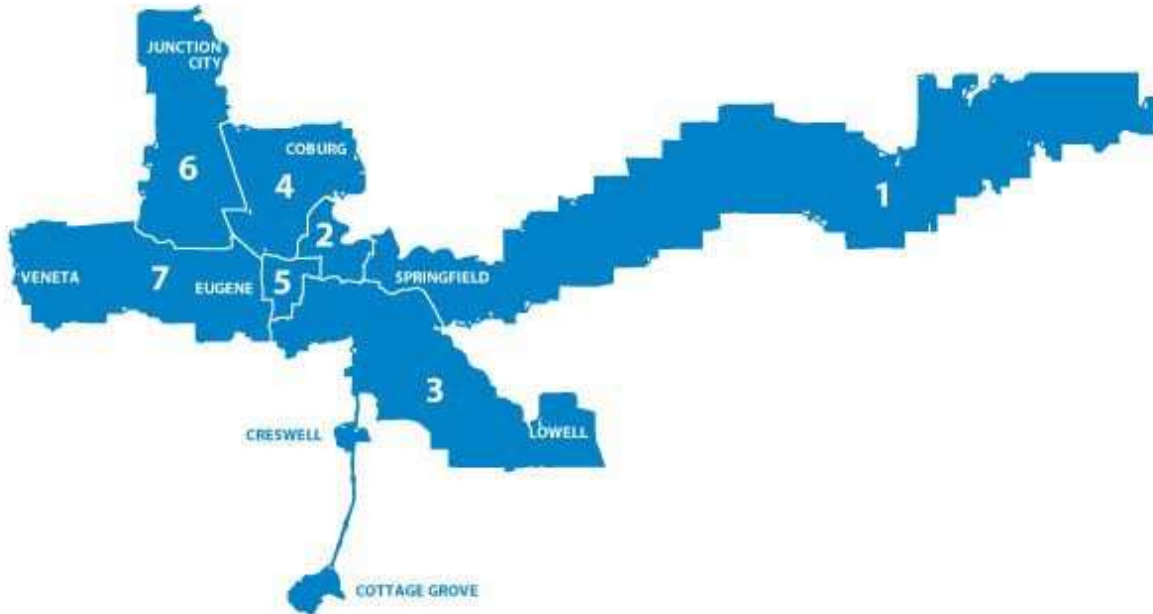 JUNCTION
CITY
COBURG
6
4
1
2
VENETA
7
EUGENE
5
SPRINGFIELD
3
CRESWELL
LOWELL
COTTAGE GROVE